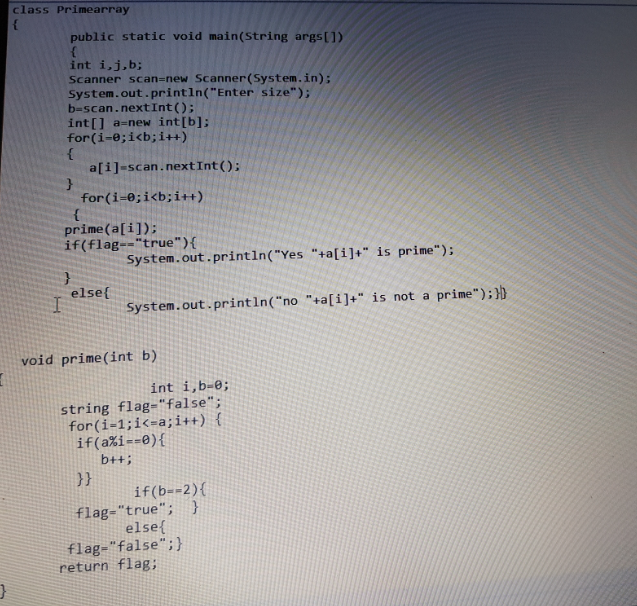 class Primearray
{
public static void main(String args[])
{
int i,j,b;
Scanner scan=new Scanner(System.in);
System.out.println("Enter size");
b=scan.nextInt();
int[] a=new int[b];
for(i=0;i<b;i++)
{
a[i]=scan.nextInt();
}
for(i=0;i<b;i++)
{
prime(a[i]);
if(flag=="true"){
System.out.println("Yes "+a[i]+" is prime");
}
else{
System.out.println("no "+a[i]+" is not a prime");}}
void prime(int b)
{
int i,b=0;
string flag="false";
for(i=1;i<=a;i++) {
if(a%i==0){
b++;
}}
if(b==2){
flag="true"; }
else{
flag="false";}
return flag;
}